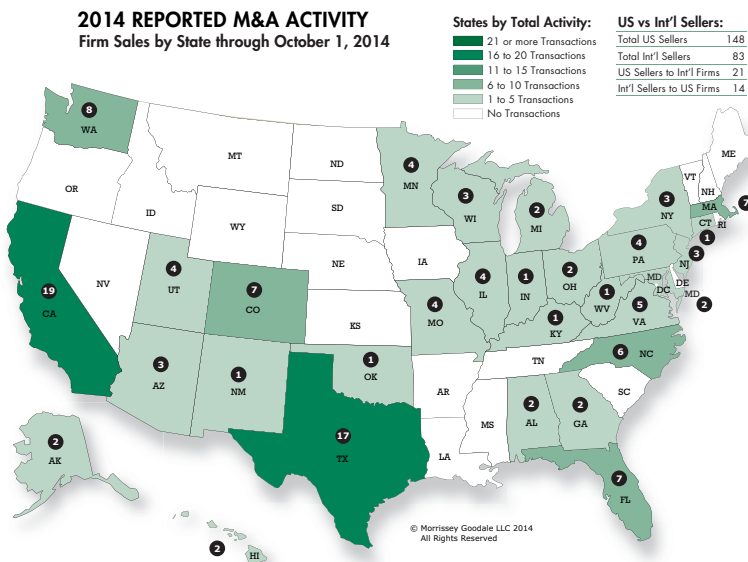 2014 REPORTED M&A ACTIVITY
Firm Sales by State through October 1, 2014
States by Total Activity:
21 or more Transactions
16 to 20 Transactions
11 to 15 Transactions
6 to 10 Transactions
1 to 5 Transactions
No Transactions
US vs Int'l Sellers:
Total US Sellers 148
Total Int'l Sellers 83
US Sellers to Int'l Firms 21
Int'l Sellers to US Firms 14
8
WA
OR
MT
ID
WY
ND
SD
NE
KS
4
MN
3
WI
2
MI
IA
ME
VT
NH
MA
7
3
NY
CT
RI
1
4
PA
NJ
3
MD
DE
DC
MD
2
19
CA
NV
4
UT
7
CO
4
MO
4
IL
1
IN
2
OH
1
WV
5
VA
1
KY
TN
6
NC
SC
3
AZ
1
NM
1
OK
AR
MS
LA
2
AL
2
GA
17
TX
7
FL
2
AK
2
HI
© Morrissey Goodale LLC 2014
All Rights Reserved